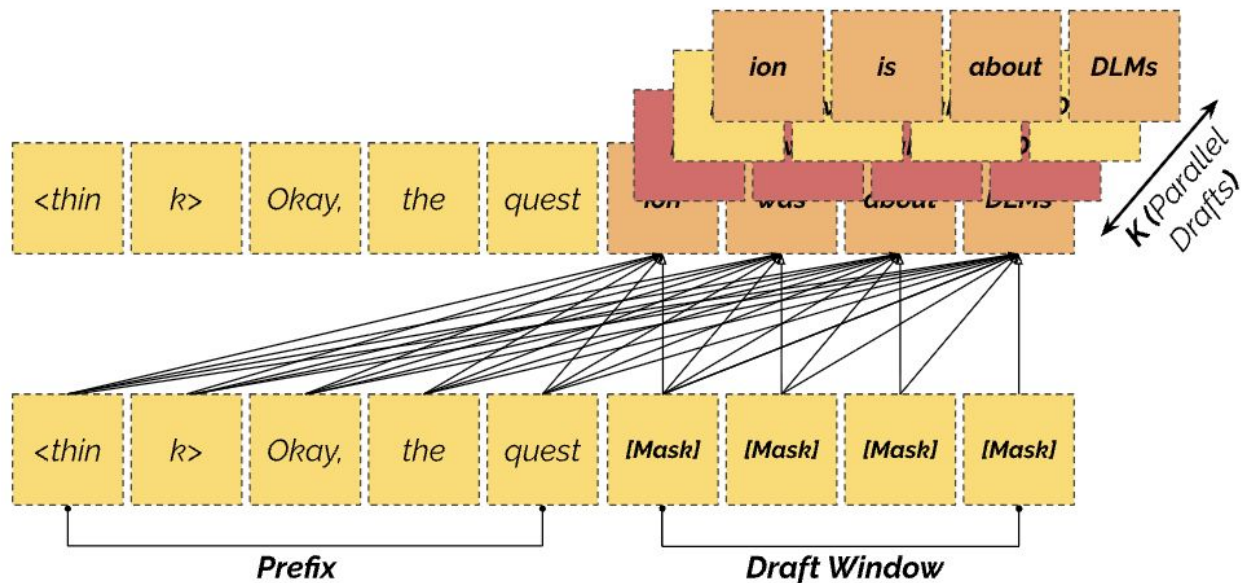 ion is about DLMs
<thin k> Okay, the quest ion was about DLMs
K (Parallel Drafts)
<thin k> Okay, the quest [Mask] [Mask] [Mask] [Mask]
Prefix Draft Window